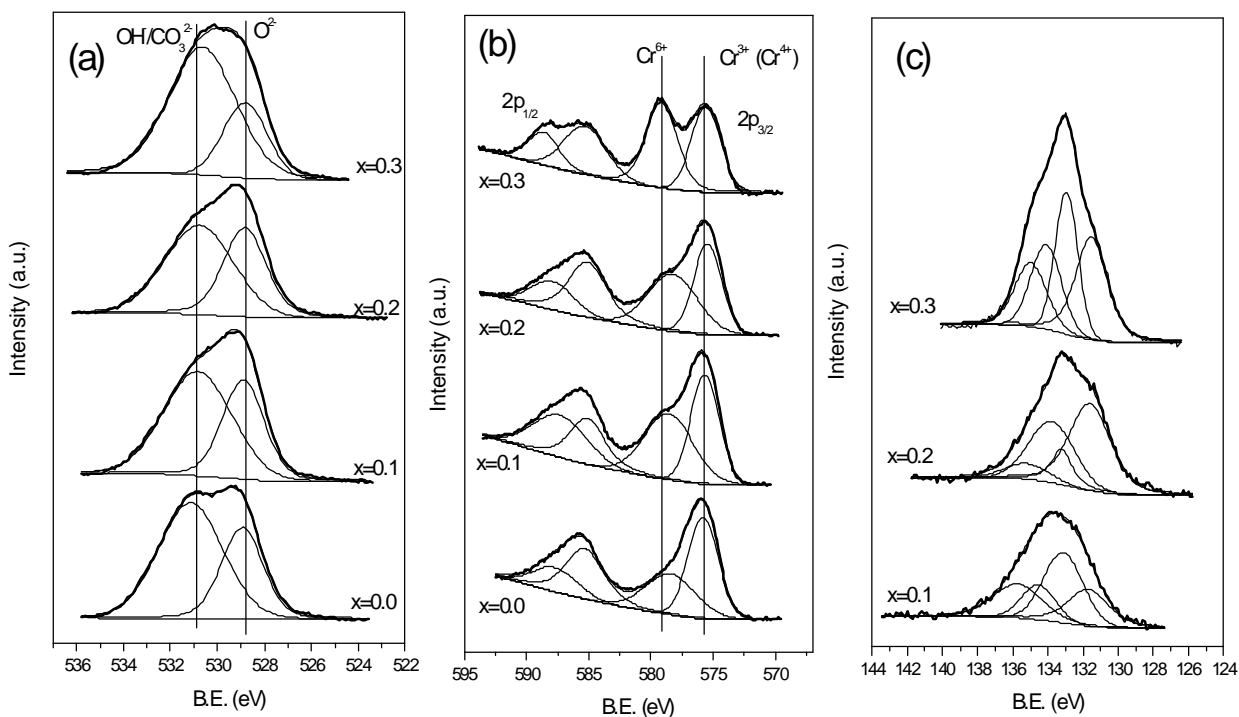 (a)
OH⁻/CO₃²⁻
O²⁻
x=0.3
x=0.2
x=0.1
x=0.0
Intensity (a.u.)
536 534 532 530 528 526 524 522
B.E. (eV)
(b)
Cr⁶⁺
Cr³⁺ (Cr⁴⁺)
2p₁/₂
2p₃/₂
x=0.3
x=0.2
x=0.1
x=0.0
Intensity (a.u.)
595 590 585 580 575 570
B.E. (eV)
(c)
x=0.3
x=0.2
x=0.1
Intensity (a.u.)
144 142 140 138 136 134 132 130 128 126 124
B.E. (eV)